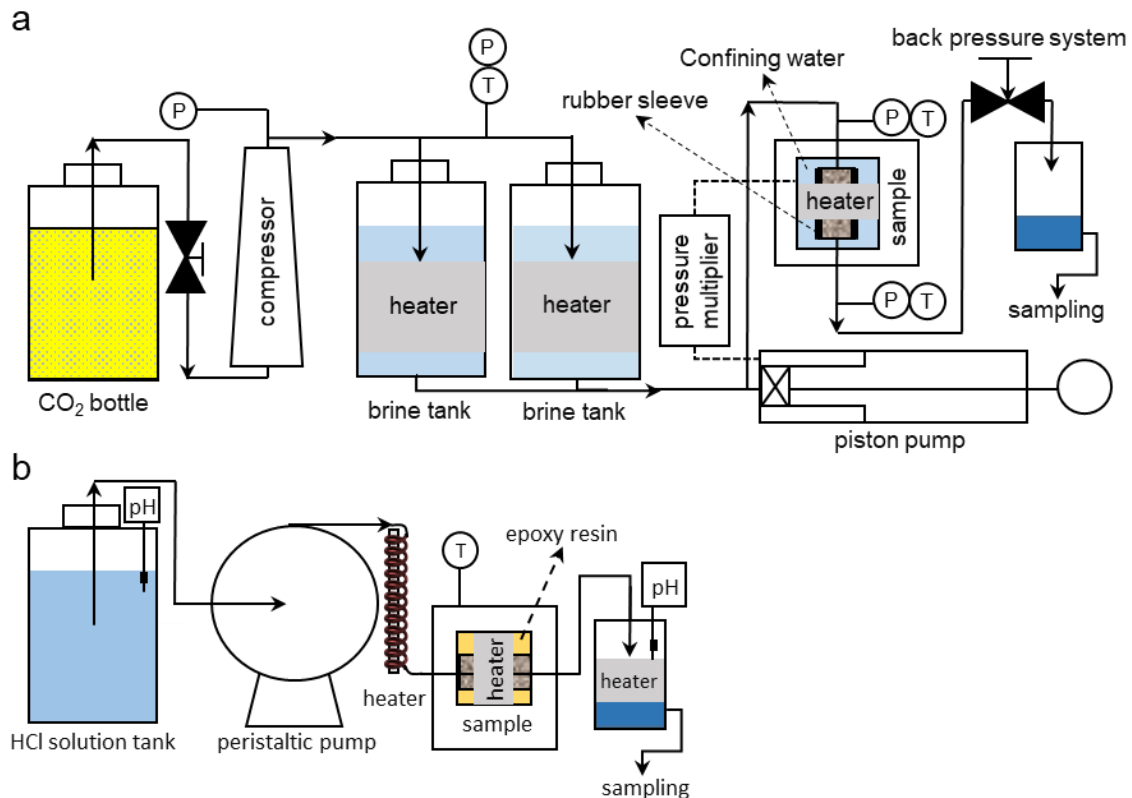 a
back pressure system
P
T
Confining water
rubber sleeve
P
P T
compressor
heater
heater
heater
sample
pressure
multiplier
P T
sampling
CO₂ bottle
brine tank
brine tank
piston pump
b
pH
T
epoxy resin
pH
heater
heater
heater
sample
HCl solution tank
peristaltic pump
sampling